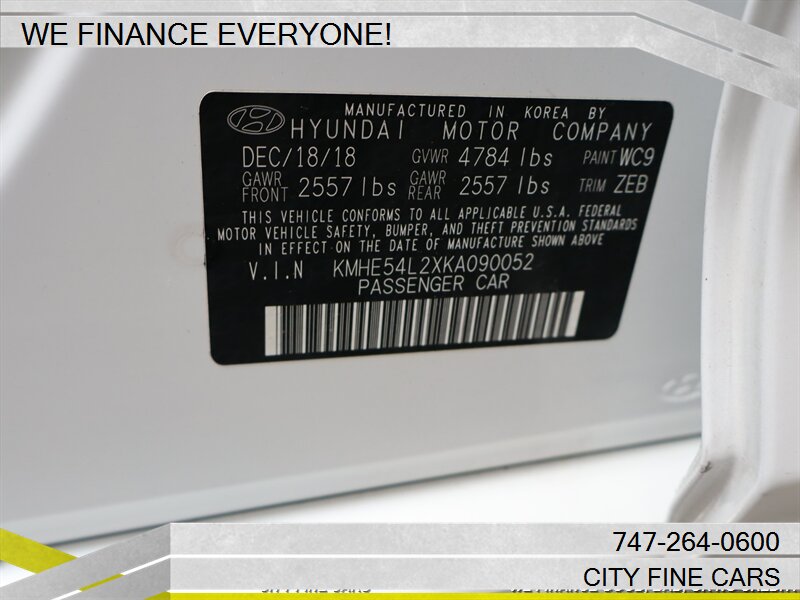 WE FINANCE EVERYONE!
MANUFACTURED IN KOREA BY
HYUNDAI MOTOR COMPANY
DEC/18/18 GVWR 4784 lbs PAINT WC9
GAWR FRONT 2557 lbs GAWR REAR 2557 lbs TRIM ZEB
THIS VEHICLE CONFORMS TO ALL APPLICABLE U.S.A. FEDERAL
MOTOR VEHICLE SAFETY, BUMPER, AND THEFT PREVENTION STANDARDS
IN EFFECT ON THE DATE OF MANUFACTURE SHOWN ABOVE
V.I.N KMHE54L2XKA090052
PASSENGER CAR
747-264-0600
CITY FINE CARS